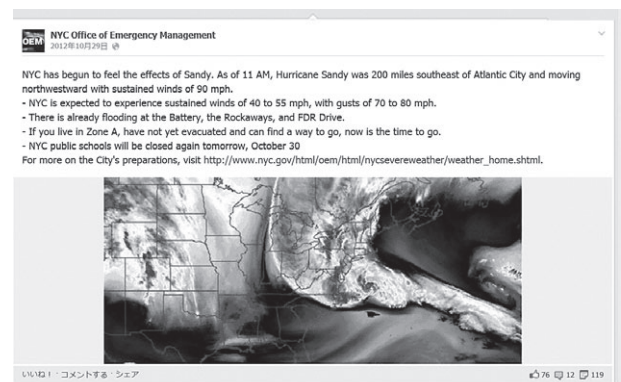 OEM
NYC Office of Emergency Management
2012年10月29日
NYC has begun to feel the effects of Sandy. As of 11 AM, Hurricane Sandy was 200 miles southeast of Atlantic City and moving
northwestward with sustained winds of 90 mph.
- NYC is expected to experience sustained winds of 40 to 55 mph, with gusts of 70 to 80 mph.
- There is already flooding at the Battery, the Rockaways, and FDR Drive.
- If you live in Zone A, have not yet evacuated and can find a way to go, now is the time to go.
- NYC public schools will be closed again tomorrow, October 30
For more on the City's preparations, visit http://www.nyc.gov/html/oem/html/nycsevereweather/weather_home.shtml.
いいね！・コメントする・シェア 76 12 119